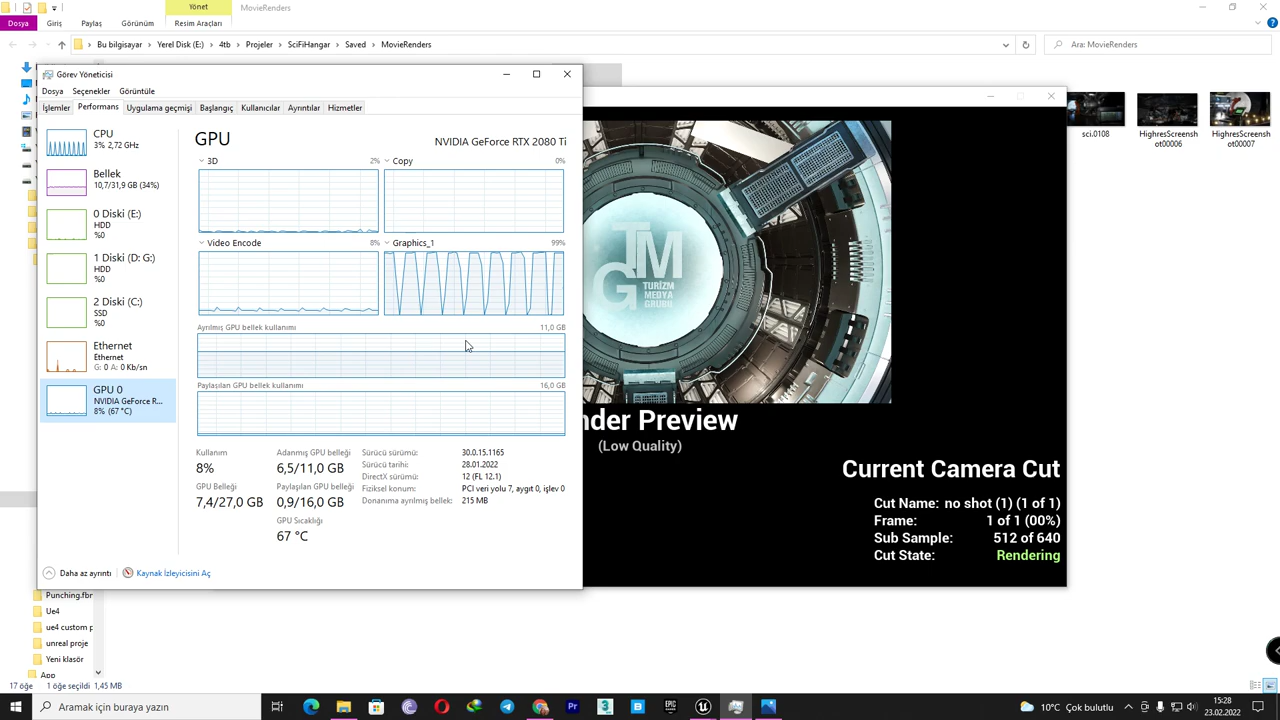 Yönet
MovieRenders
Dosya
Giriş
Paylaş
Görünüm
Resim Araçları
Bu bilgisayar > Yerel Disk (E:) > 4tb > Projeler > SciFiHangar > Saved > MovieRenders
Ara: MovieRenders
Görev Yöneticisi
Dosya
Seçenekler
Görüntüle
İşlemler
Performans
Uygulama geçmişi
Başlangıç
Kullanıcılar
Ayrıntılar
Hizmetler
CPU
3% 2,72 GHz
Bellek
10,7/31,9 GB (34%)
0 Diski (E:)
HDD
%0
1 Diski (D: G:)
HDD
%0
2 Diski (C:)
SSD
%0
Ethernet
Ethernet
G: 0 A: 0 Kb/sn
GPU 0
NVIDIA GeForce R...
8% (67 °C)
GPU
NVIDIA GeForce RTX 2080 Ti
3D
2%
Copy
0%
Video Encode
8%
Graphics_1
99%
Ayrılmış GPU bellek kullanımı
11,0 GB
Paylaşılan GPU bellek kullanımı
16,0 GB
Kullanım
8%
Adanmış GPU belleği
6,5/11,0 GB
GPU Belleği
7,4/27,0 GB
Paylaşılan GPU belleği
0,9/16,0 GB
GPU Sıcaklığı
67 °C
Sürücü sürümü: 30.0.15.1165
Sürücü tarihi: 28.01.2022
DirectX sürümü: 12 (FL 12.1)
Fiziksel konum: PCI veri yolu 7, aygıt 0, işlev 0
Donanıma ayrılmış bellek: 215 MB
Daha az ayrıntı
Kaynak İzleyicisini Aç
GM
TURİZM
MEDYA
GRUBU
nder Preview
(Low Quality)
Current Camera Cut
Cut Name: no shot (1) (1 of 1)
Frame: 1 of 1 (00%)
Sub Sample: 512 of 640
Cut State: Rendering
sci.0108
HighresScreensh
ot00006
HighresScreensh
ot00007
Punching.fbr
Ue4
ue4 custom p
unreal proje
Yeni klasör
App
17 öğe
1 öğe seçildi 1,45 MB
Aramak için buraya yazın
10°C Çok bulutlu
15:28
23.02.2022